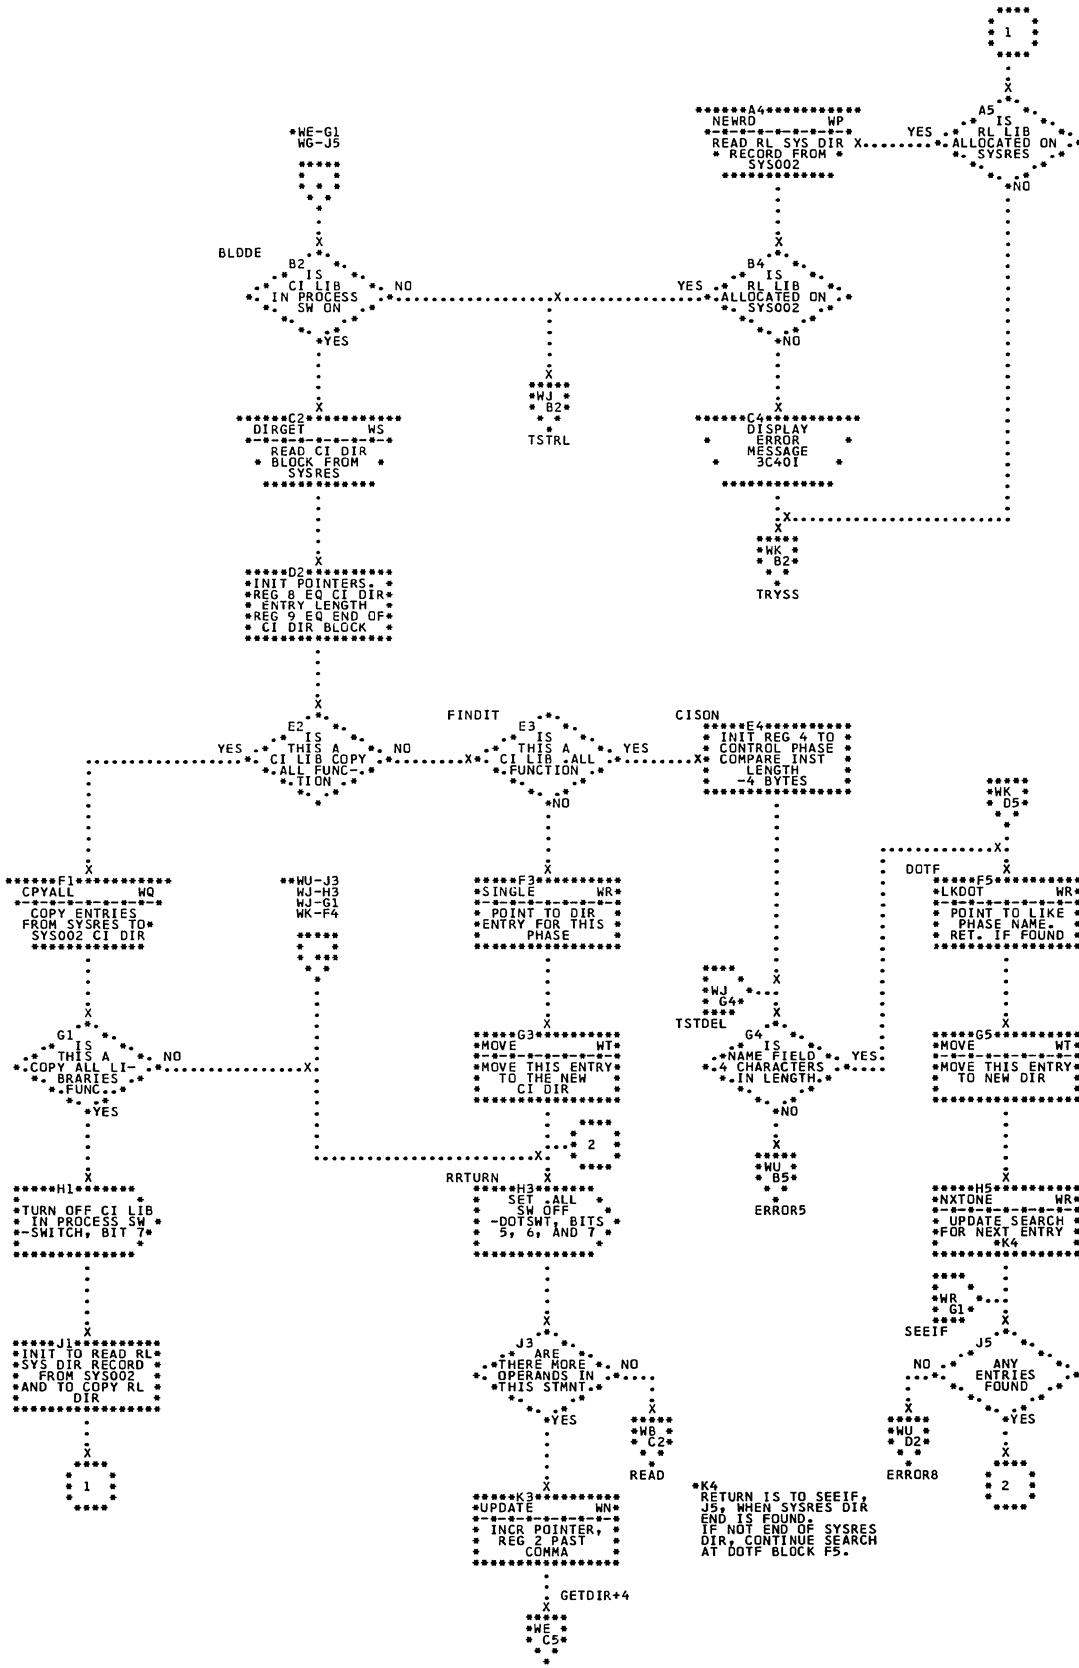 1
*WE-G1
WG-J5
A4
NEWRD WP
READ RL SYS DIR
RECORD FROM
SYS002
YES
A5
IS
RL LIB
ALLOCATED ON
SYSRES
NO
BLDDE
B2
IS
CI LIB
IN PROCESS
SW ON
NO
YES
YES
B4
IS
RL LIB
ALLOCATED ON
SYS002
NO
WJ
B2
TSTRL
C2
DIRGET WS
READ CI DIR
BLOCK FROM
SYSRES
C4
DISPLAY
ERROR
MESSAGE
3C40I
WK
B2
TRYSS
D2
INIT POINTERS.
REG 8 EQ CI DIR
ENTRY LENGTH
REG 9 EQ END OF
CI DIR BLOCK
E2
IS
THIS A
CI LIB COPY
ALL FUNC-
TION
YES
NO
FINDIT
E3
IS
THIS A
CI LIB .ALL
FUNCTION
YES
NO
CISON
E4
INIT REG 4 TO
CONTROL PHASE
COMPARE INST
LENGTH
-4 BYTES
WK
D5
F1
CPYALL WQ
COPY ENTRIES
FROM SYSRES TO
SYS002 CI DIR
**WU-J3
WJ-H3
WJ-G1
WK-F4
F3
SINGLE WR
POINT TO DIR
ENTRY FOR THIS
PHASE
DOTF
F5
LKDOT WR
POINT TO LIKE
PHASE NAME.
RET. IF FOUND
WJ
G4
TSTDEL
G1
IS
THIS A
COPY ALL LI-
BRARIES
FUNC.
NO
YES
G3
MOVE WT
MOVE THIS ENTRY
TO THE NEW
CI DIR
G4
IS
NAME FIELD
4 CHARACTERS
IN LENGTH
YES
NO
G5
MOVE WT
MOVE THIS ENTRY
TO NEW DIR
2
WU
B5
ERROR5
H1
TURN OFF CI LIB
IN PROCESS SW
-SWITCH, BIT 7
RRTURN
H3
SET .ALL
SW OFF
-DOTSWT, BITS
5, 6, AND 7
H5
NXTONE WR
UPDATE SEARCH
FOR NEXT ENTRY
*K4
WR
G1
SEEIF
J1
INIT TO READ RL
SYS DIR RECORD
FROM SYS002
AND TO COPY RL
DIR
J3
ARE
THERE MORE
OPERANDS IN
THIS STMNT.
NO
YES
J5
ANY
ENTRIES
FOUND
NO
YES
1
WB
C2
READ
WU
D2
ERROR8
2
K3
UPDATE WN
INCR POINTER,
REG 2 PAST
COMMA
*K4
RETURN IS TO SEEIF,
J5, WHEN SYSRES DIR
END IS FOUND.
IF NOT END OF SYSRES
DIR, CONTINUE SEARCH
AT DOTF BLOCK F5.
GETDIR+4
WE
C5